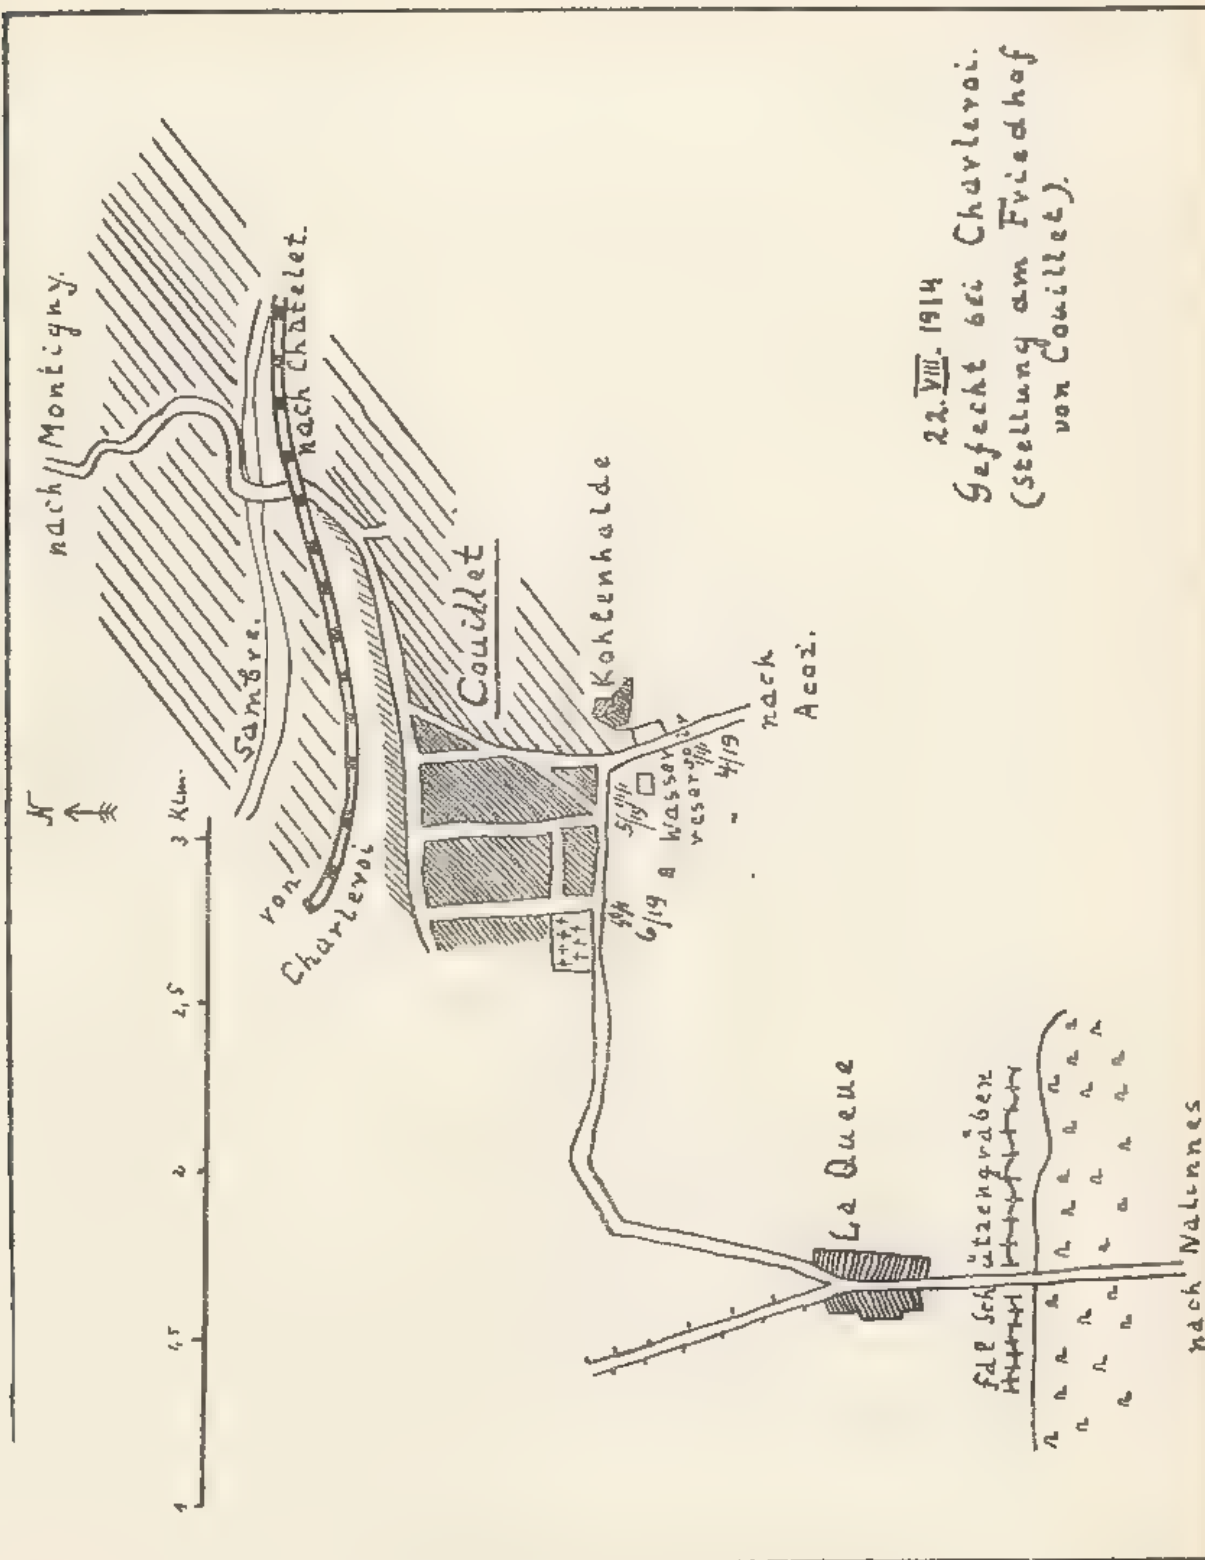 N
1
1,5
2
2,5
3 Klm.
nach Montigny.
Sambre.
von
Charleroi
nach Chatelet.
Couillet
Kohlenhalde
5/19
Wasser
reservoir
4/19
6/19
nach
Acoz.
La Queue
fdl Schützengräben
nach Nalinnes
22. VIII. 1914
Gefecht bei Charleroi.
(Stellung am Friedhof
von Couillet).